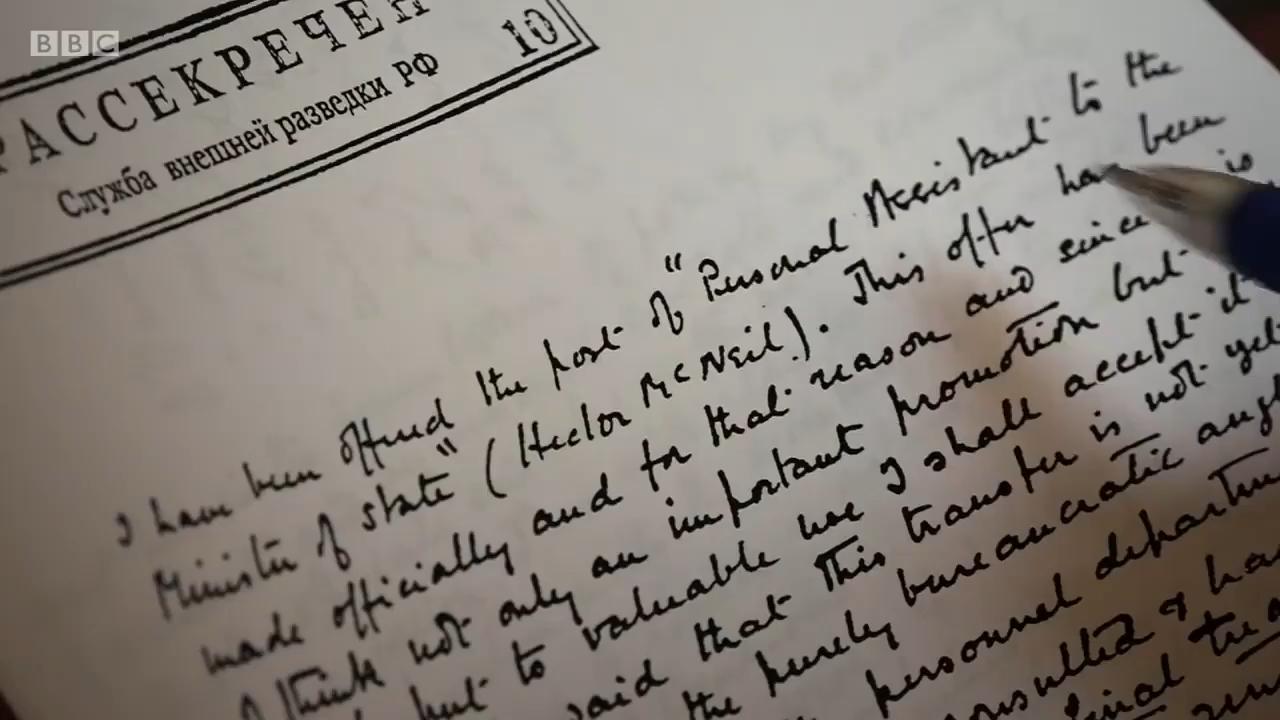 BBC
РАССЕКРЕЧЕН
Служба внешней разведки РФ 10
I have been offered the post of "Personal Assistant to the
Minister of State" (Hector McNeil). This offer has been
made officially and for that reason and since is
I think not only an important promotion but
but to valuable use I shall accept it
said that this transfer is not yet
the purely bureaucratic
personnel